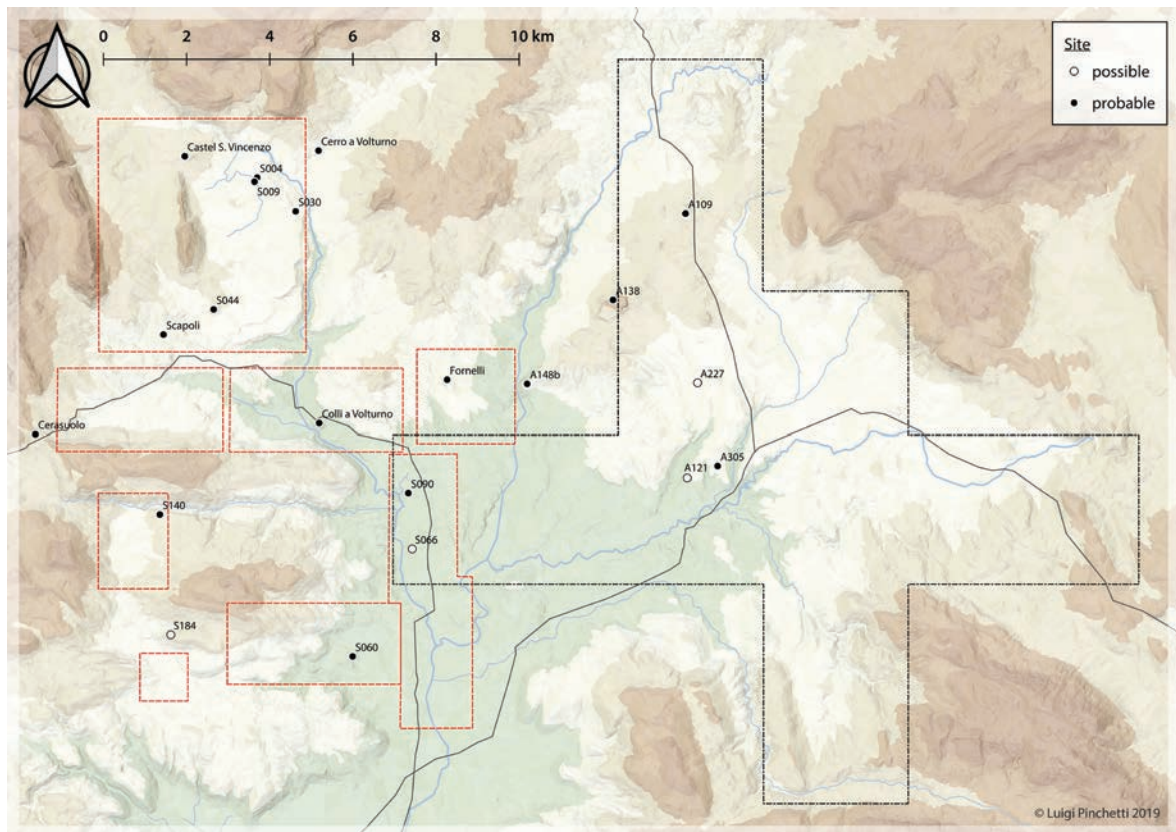 0 2 4 6 8 10 km
Site
possible
probable
Castel S. Vincenzo
Cerro a Volturno
S004
S009
S030
A109
A138
S044
Scapoli
Fornelli
A148b
A227
Colli a Volturno
Cerasuolo
A305
A121
S090
S140
S066
S184
S060
© Luigi Pinchetti 2019